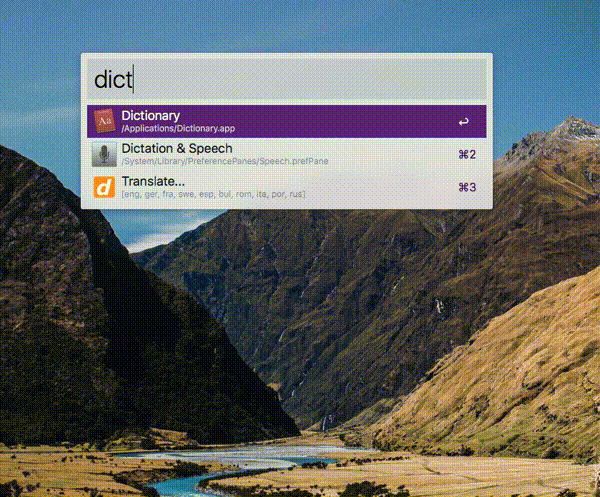 dict
Dictionary
/Applications/Dictionary.app
↩
Dictation & Speech
/System/Library/PreferencePanes/Speech.prefPane
⌘2
Translate...
[eng, ger, fra, swe, esp, bul, rom, ita, por, rus]
⌘3
Aa
d